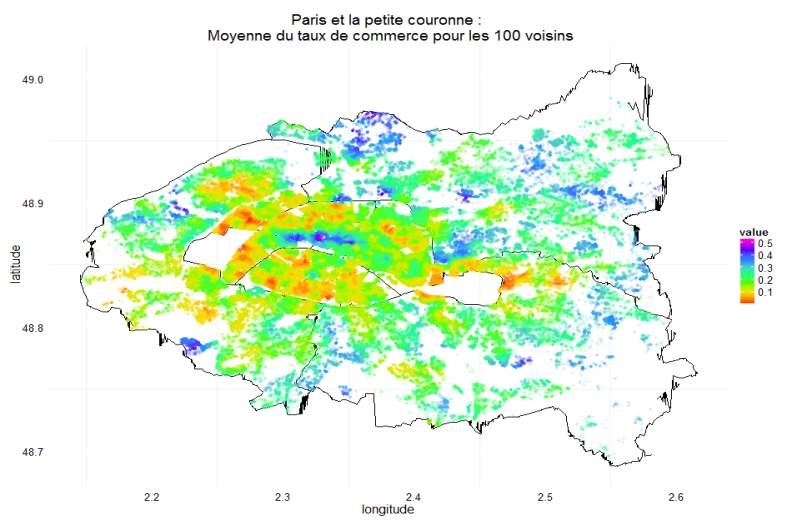 Paris et la petite couronne :
Moyenne du taux de commerce pour les 100 voisins
49.0
48.9
48.8
48.7
latitude
value
0.5
0.4
0.3
0.2
0.1
2.2
2.3
2.4
2.5
2.6
longitude